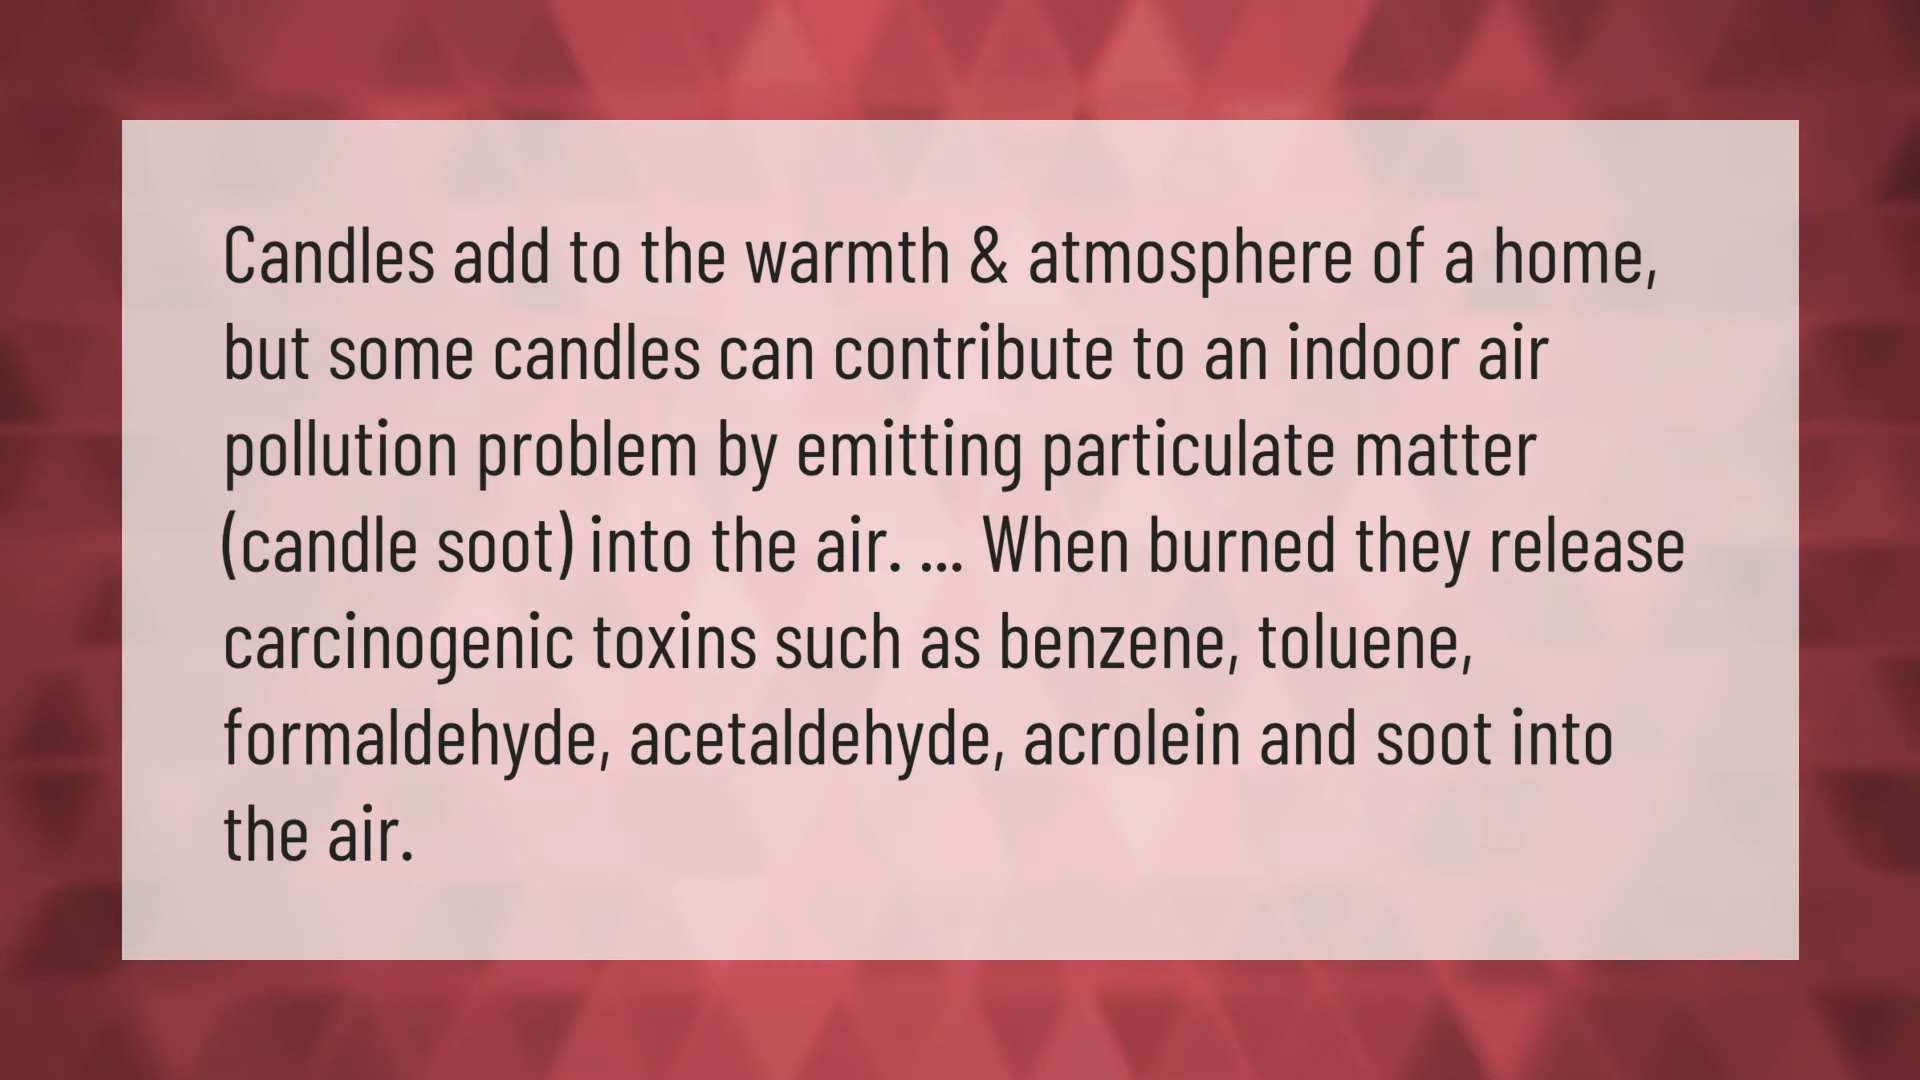 Candles add to the warmth & atmosphere of a home,
but some candles can contribute to an indoor air
pollution problem by emitting particulate matter
(candle soot) into the air. ... When burned they release
carcinogenic toxins such as benzene, toluene,
formaldehyde, acetaldehyde, acrolein and soot into
the air.